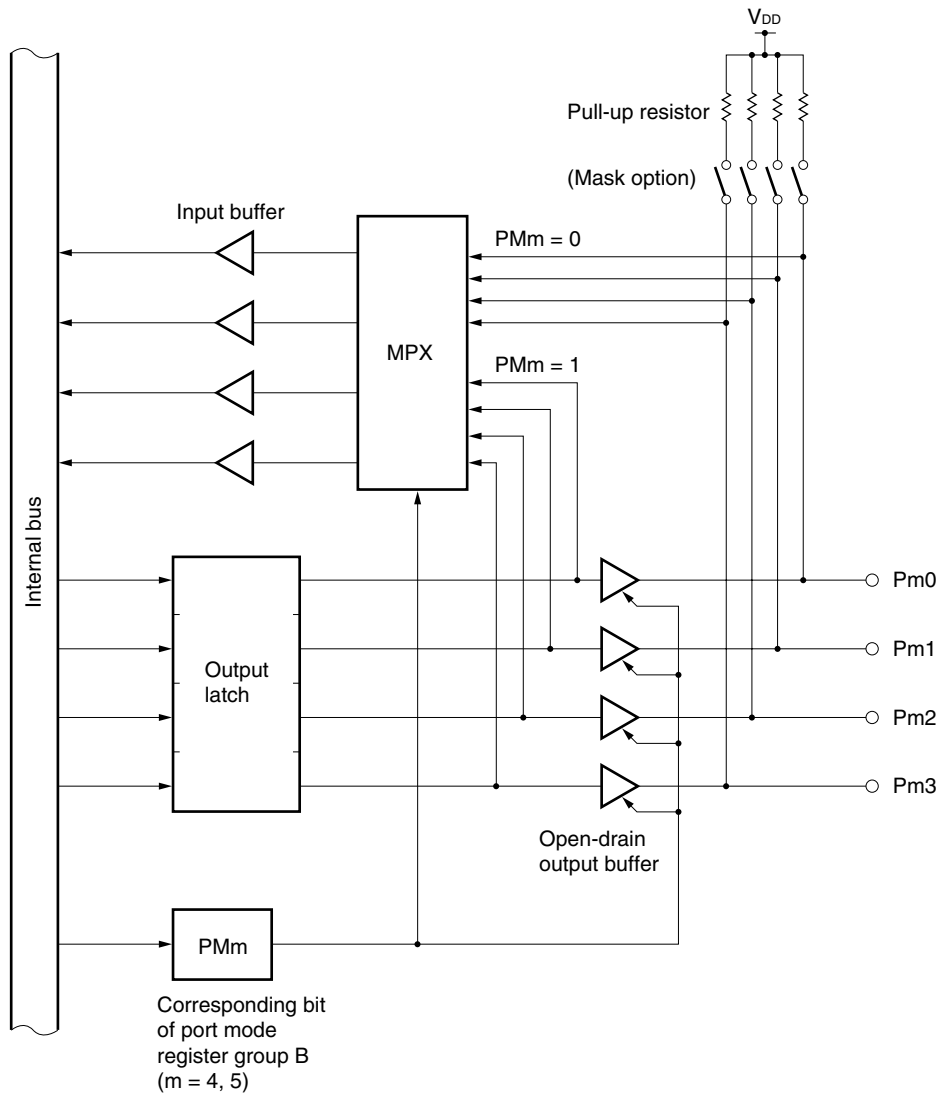 VDD
Pull-up resistor
(Mask option)
Input buffer
PMm = 0
MPX
PMm = 1
Internal bus
Output
latch
Pm0
Pm1
Pm2
Pm3
Open-drain
output buffer
PMm
Corresponding bit
of port mode
register group B
(m = 4, 5)